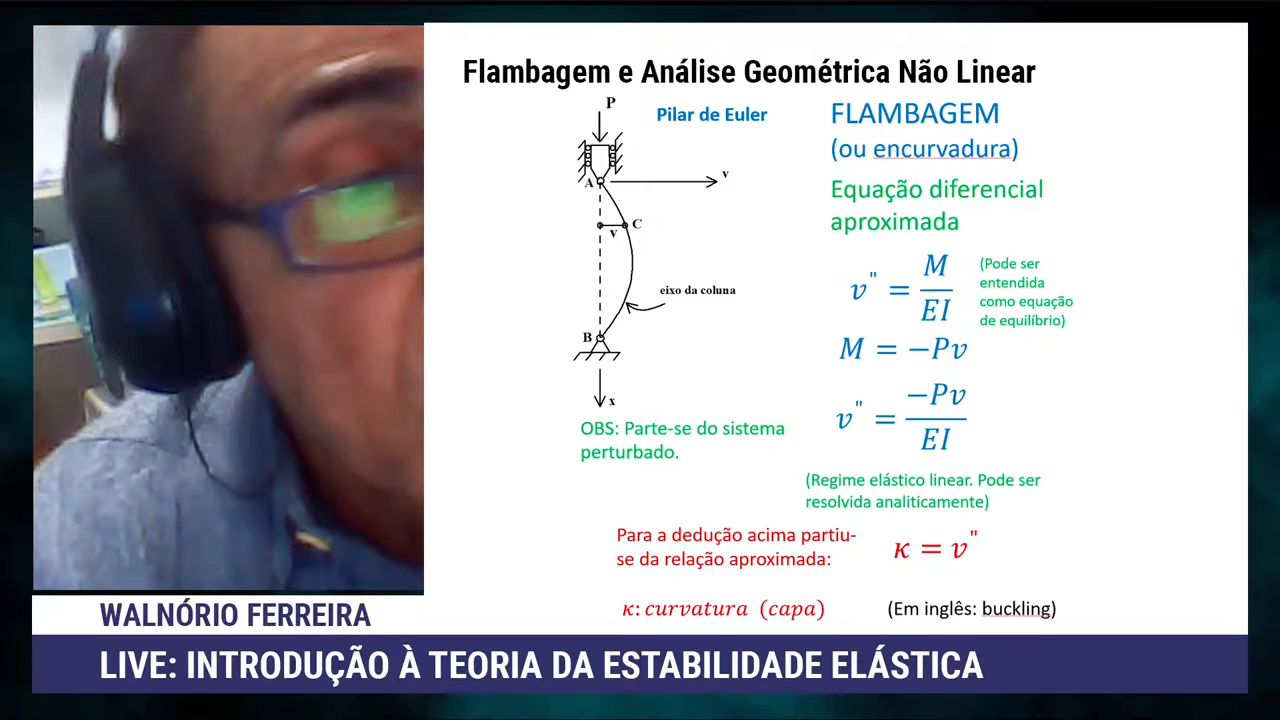 Flambagem e Análise Geométrica Não Linear
P
Pilar de Euler
A
v
C
v
eixo da coluna
B
x
OBS: Parte-se do sistema
perturbado.
FLAMBAGEM
(ou encurvadura)
Equação diferencial
aproximada
v" = M/EI
(Pode ser
entendida
como equação
de equilíbrio)
M = −Pv
v" = −Pv/EI
(Regime elástico linear. Pode ser
resolvida analiticamente)
Para a dedução acima partiu-
se da relação aproximada:
κ = v"
κ: curvatura (capa)
(Em inglês: buckling)
WALNÓRIO FERREIRA
LIVE: INTRODUÇÃO À TEORIA DA ESTABILIDADE ELÁSTICA